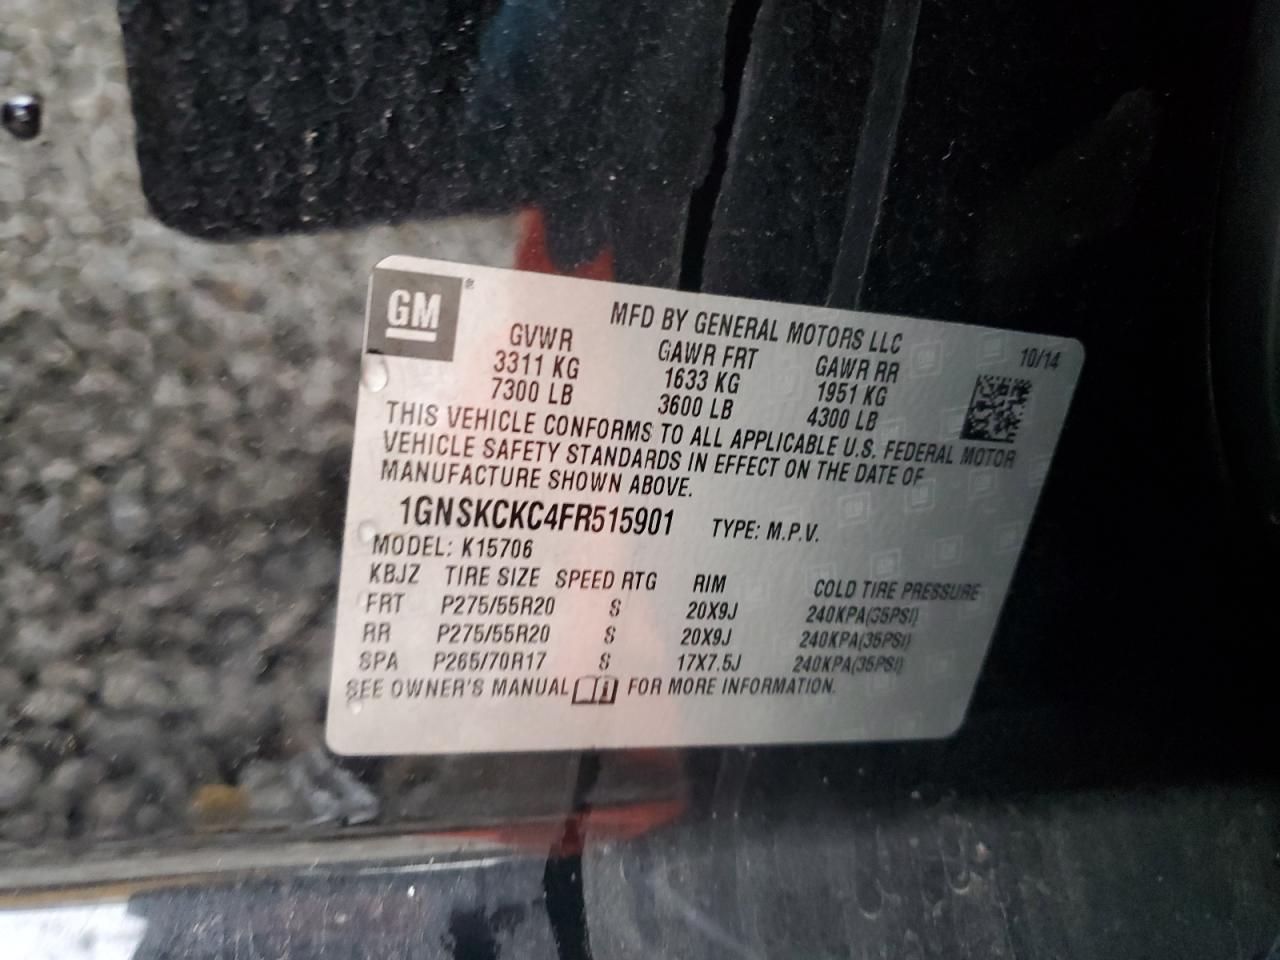 GM ®
MFD BY GENERAL MOTORS LLC
10/14
GVWR GAWR FRT GAWR RR
3311 KG 1633 KG 1951 KG
7300 LB 3600 LB 4300 LB
THIS VEHICLE CONFORMS TO ALL APPLICABLE U.S. FEDERAL MOTOR
VEHICLE SAFETY STANDARDS IN EFFECT ON THE DATE OF
MANUFACTURE SHOWN ABOVE.
1GNSKCKC4FR515901 TYPE: M.P.V.
MODEL: K15706
KBJZ TIRE SIZE SPEED RTG RIM COLD TIRE PRESSURE
FRT P275/55R20 S 20X9J 240KPA(35PSI)
RR P275/55R20 S 20X9J 240KPA(35PSI)
SPA P265/70R17 S 17X7.5J 240KPA(35PSI)
SEE OWNER'S MANUAL i FOR MORE INFORMATION.